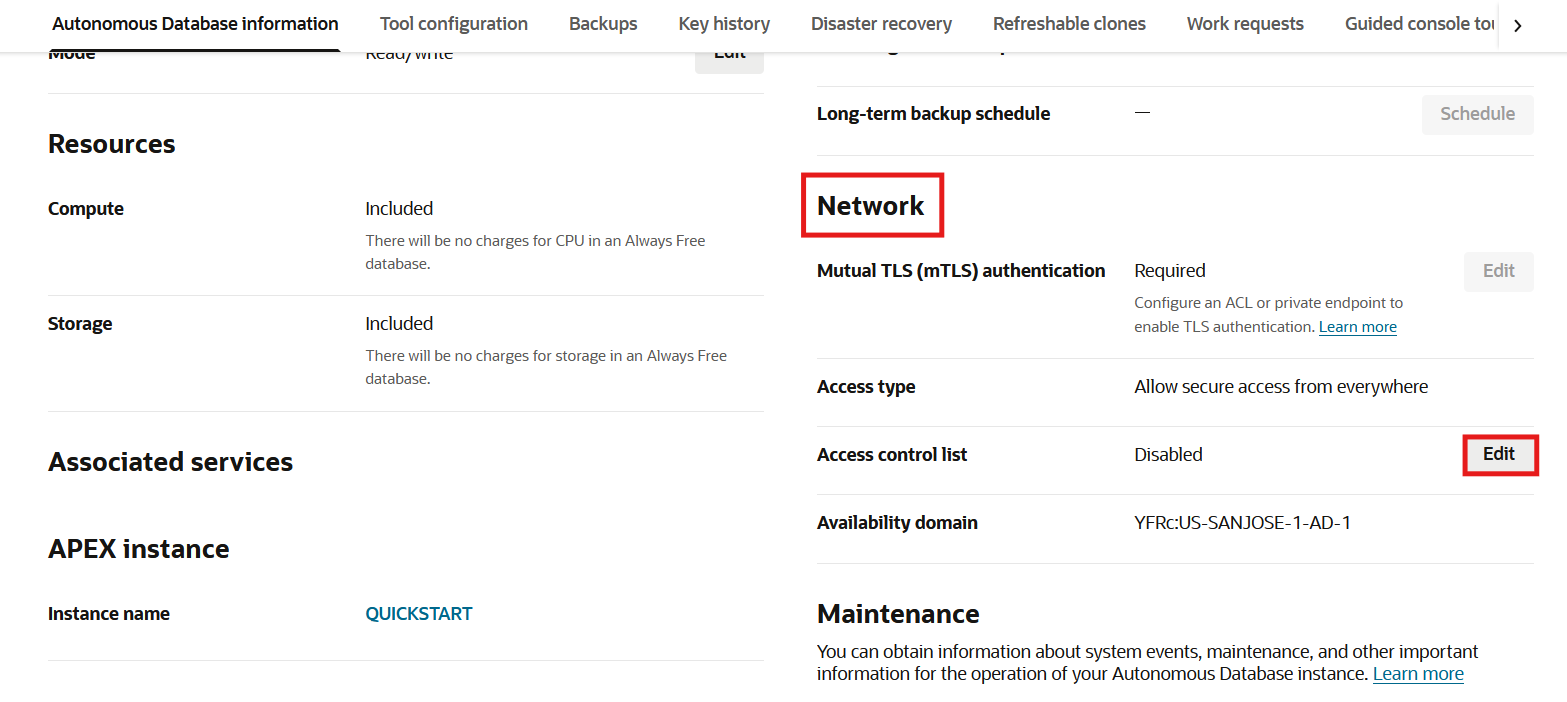 Autonomous Database information Tool configuration Backups Key history Disaster recovery Refreshable clones Work requests Guided console tou
Mode Read/write Edit
Resources
Compute Included
There will be no charges for CPU in an Always Free
database.
Storage Included
There will be no charges for storage in an Always Free
database.
Associated services
APEX instance
Instance name QUICKSTART
Long-term backup schedule — Schedule
Network
Mutual TLS (mTLS) authentication Required Edit
Configure an ACL or private endpoint to
enable TLS authentication. Learn more
Access type Allow secure access from everywhere
Access control list Disabled Edit
Availability domain YFRc:US-SANJOSE-1-AD-1
Maintenance
You can obtain information about system events, maintenance, and other important
information for the operation of your Autonomous Database instance. Learn more